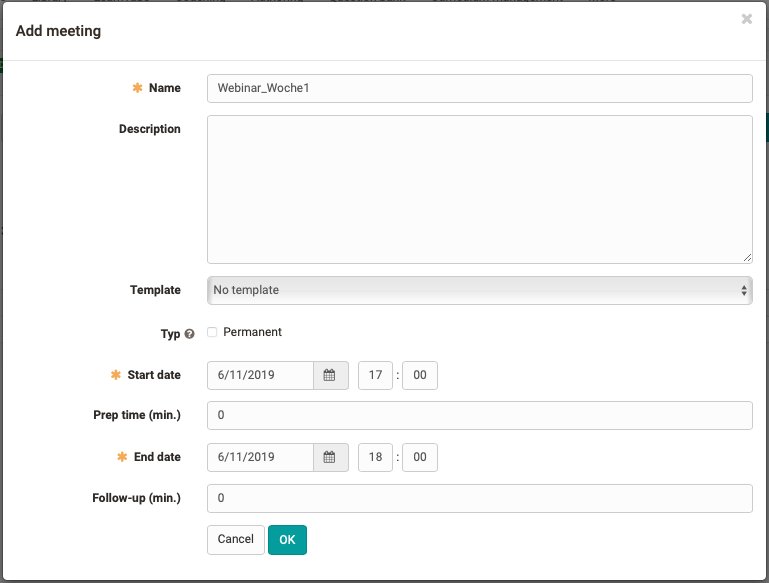 Add meeting
Name
Webinar_Woche1
Description
Template
No template
Typ
Permanent
Start date
6/11/2019
17 : 00
Prep time (min.)
0
End date
6/11/2019
18 : 00
Follow-up (min.)
0
Cancel
OK